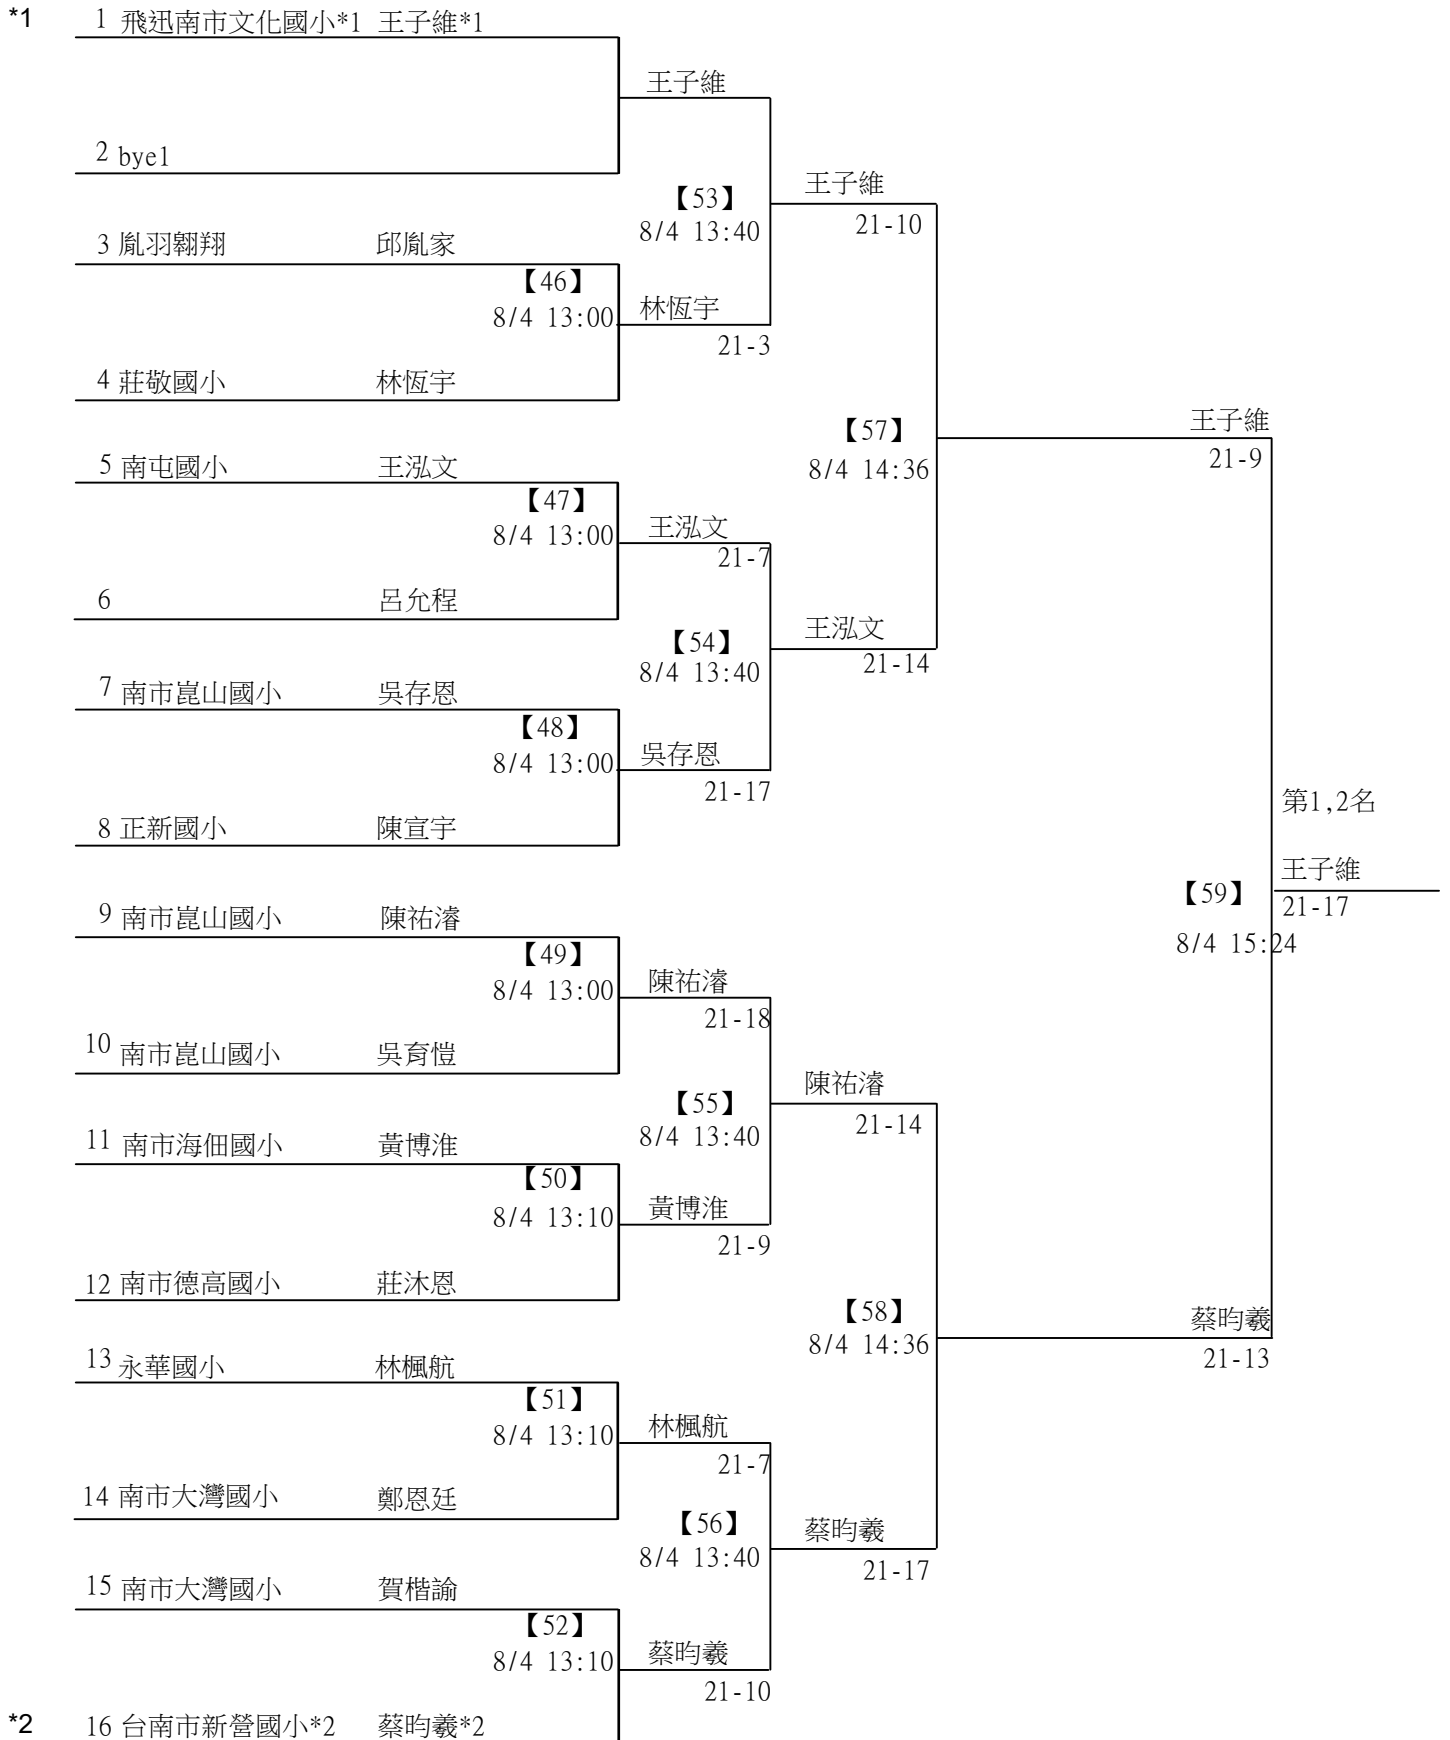 *1 1 飛迅南市文化國小*1 王子維*1
王子維
2 bye1
【53】
8/4 13:40
王子維
21-10
3 胤羽翱翔 邱胤家
【46】
8/4 13:00
林恆宇
21-3
4 莊敬國小 林恆宇
【57】
8/4 14:36
王子維
21-9
5 南屯國小 王泓文
【47】
8/4 13:00
王泓文
21-7
6 呂允程
【54】
8/4 13:40
王泓文
21-14
7 南市崑山國小 吳存恩
【48】
8/4 13:00
吳存恩
21-17
8 正新國小 陳宣宇
第1,2名
王子維
【59】
21-17
8/4 15:24
9 南市崑山國小 陳祐濬
【49】
8/4 13:00
陳祐濬
21-18
10 南市崑山國小 吳育愷
【55】
8/4 13:40
陳祐濬
21-14
11 南市海佃國小 黃博淮
【50】
8/4 13:10
黃博淮
21-9
12 南市德高國小 莊沐恩
【58】
8/4 14:36
蔡昀羲
21-13
13 永華國小 林楓航
【51】
8/4 13:10
林楓航
21-7
14 南市大灣國小 鄭恩廷
【56】
8/4 13:40
蔡昀羲
21-17
15 南市大灣國小 賀楷諭
【52】
8/4 13:10
蔡昀羲
21-10
*2 16 台南市新營國小*2 蔡昀羲*2